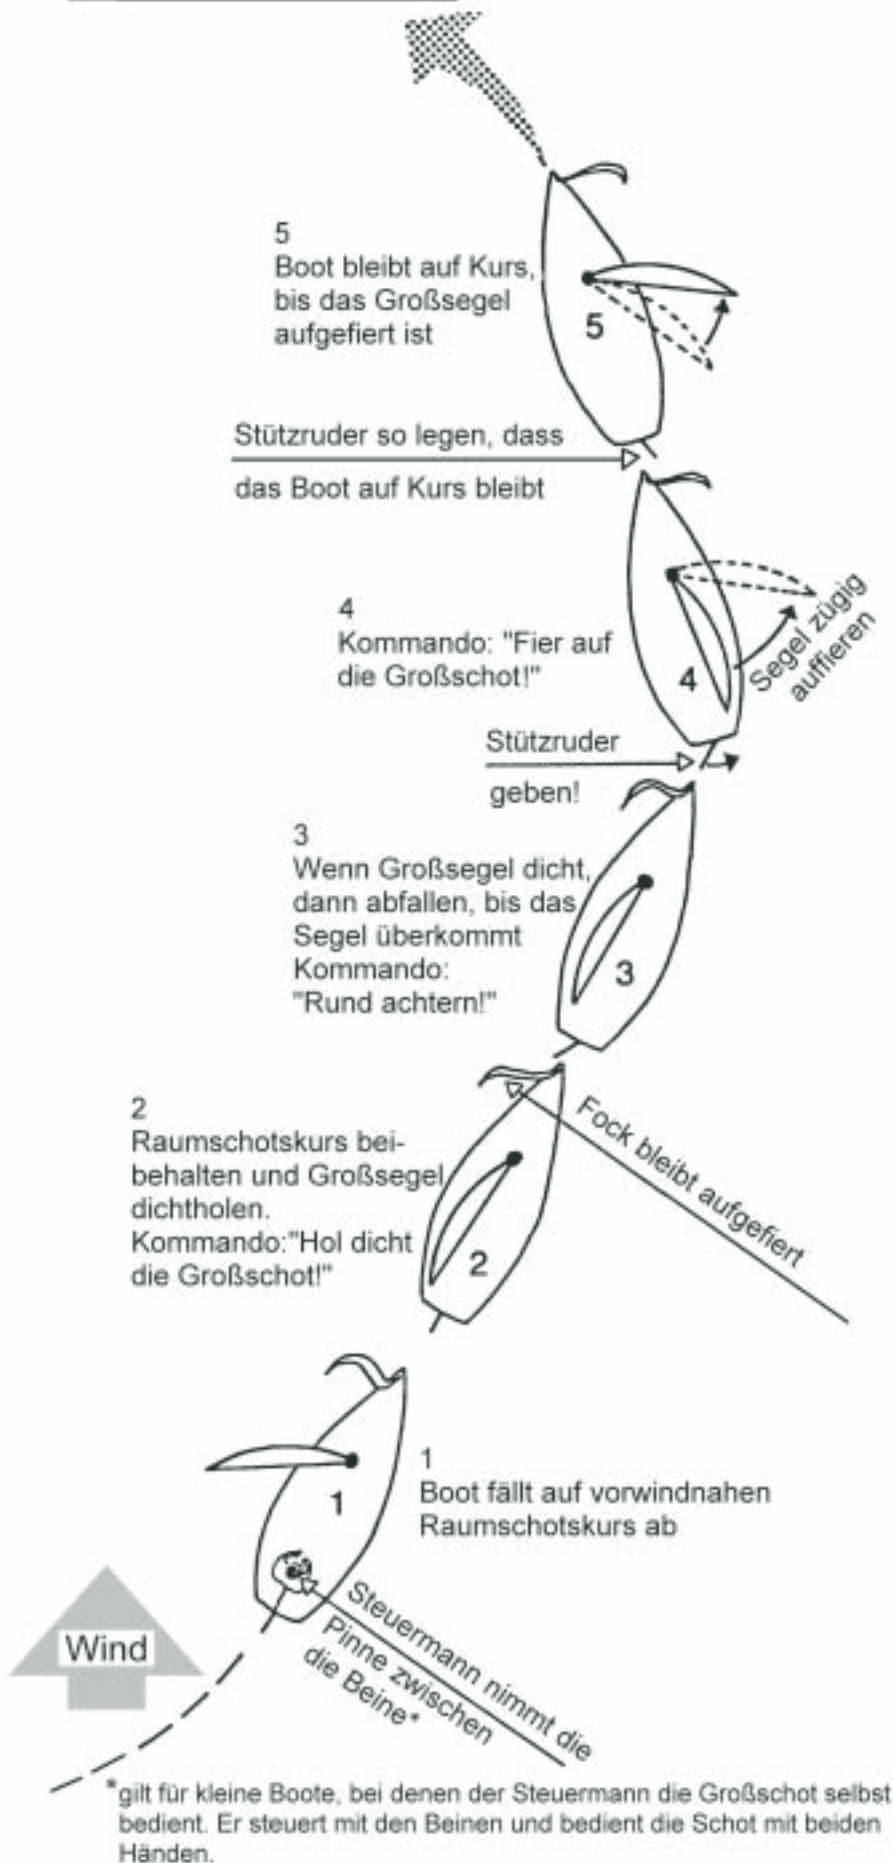 5
Boot bleibt auf Kurs,
bis das Großsegel
aufgefiert ist
5
Stützruder so legen, dass
das Boot auf Kurs bleibt
4
Kommando: "Fier auf
die Großschot!"
4
Segel zügig
auffieren
Stützruder
geben!
3
Wenn Großsegel dicht,
dann abfallen, bis das
Segel überkommt
Kommando:
"Rund achtern!"
3
Fock bleibt aufgefiert
2
Raumschotskurs bei-
behalten und Großsegel
dichtholen.
Kommando:"Hol dicht
die Großschot!"
2
1
1
Boot fällt auf vorwindnahen
Raumschotskurs ab
Steuermann nimmt die
Pinne zwischen
die Beine*
Wind
*gilt für kleine Boote, bei denen der Steuermann die Großschot selbst
bedient. Er steuert mit den Beinen und bedient die Schot mit beiden
Händen.